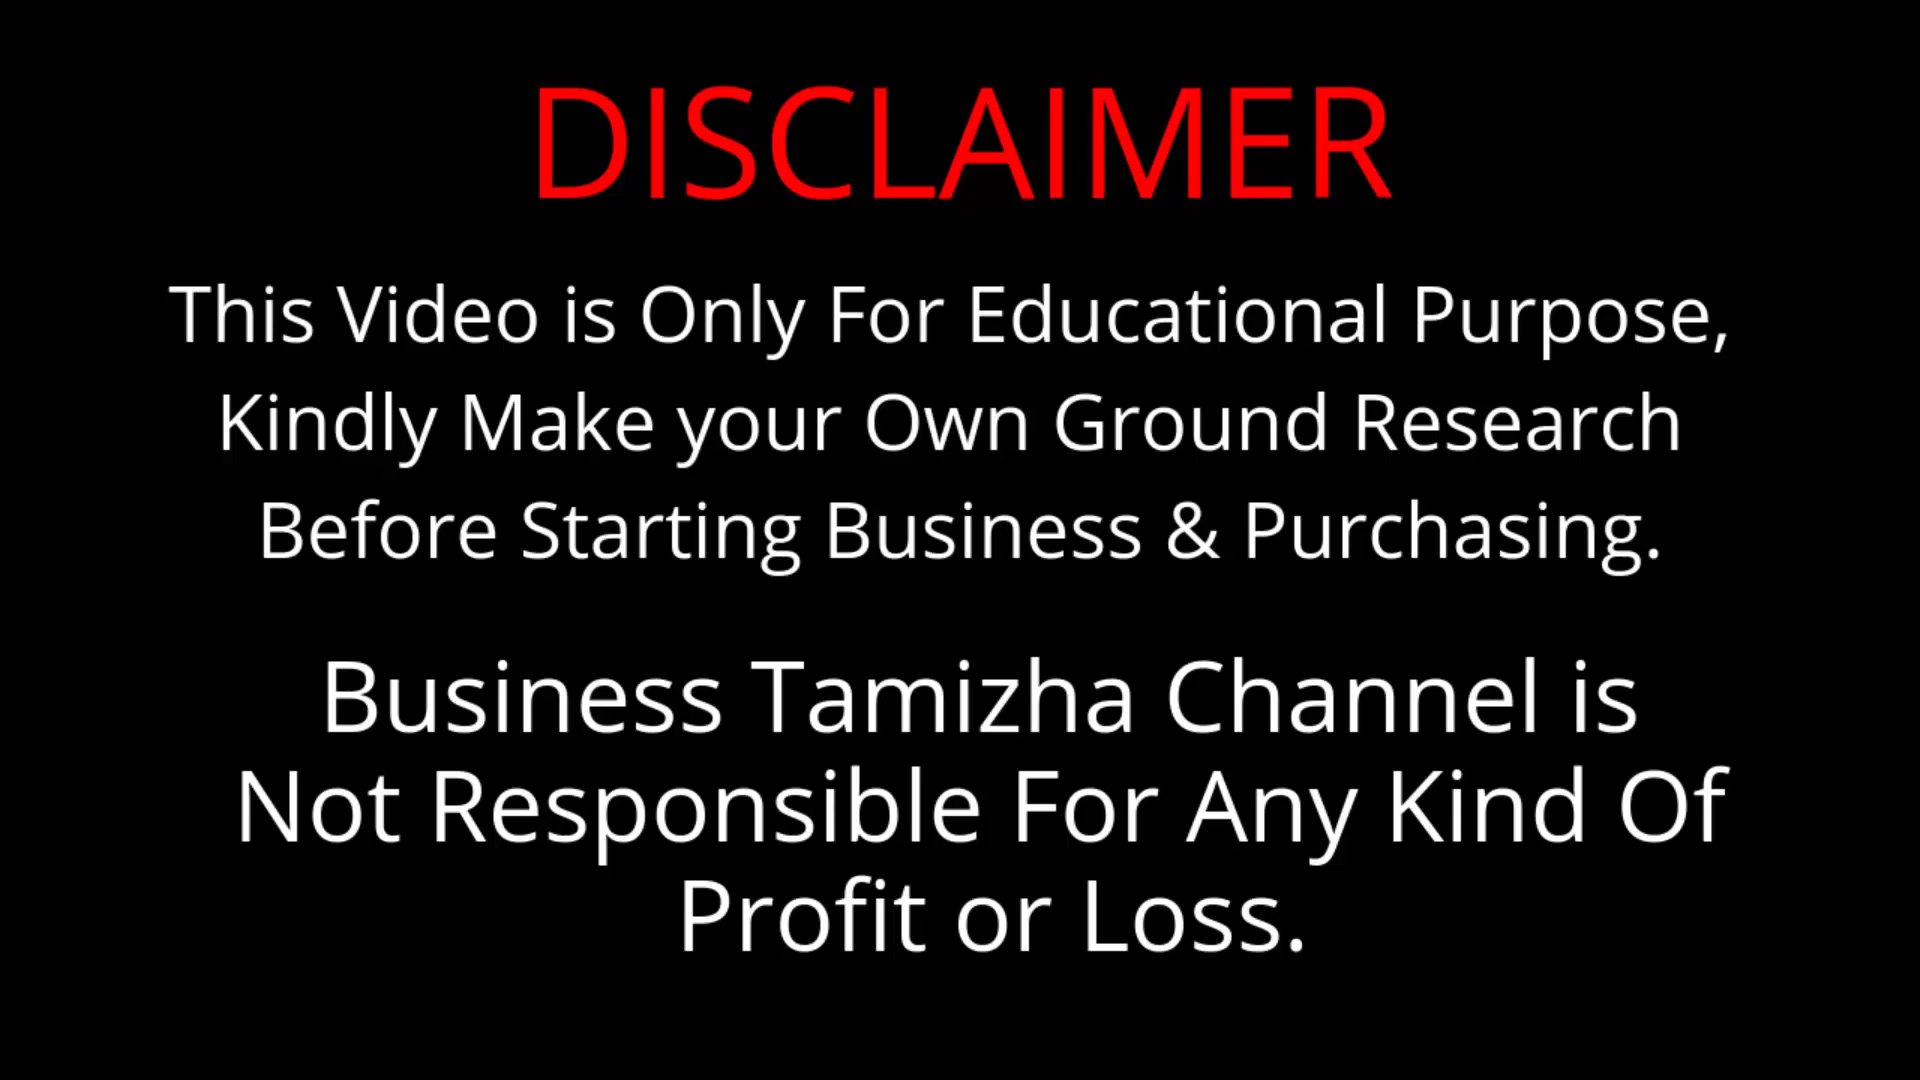 DISCLAIMER
This Video is Only For Educational Purpose,
Kindly Make your Own Ground Research
Before Starting Business & Purchasing.
Business Tamizha Channel is
Not Responsible For Any Kind Of
Profit or Loss.